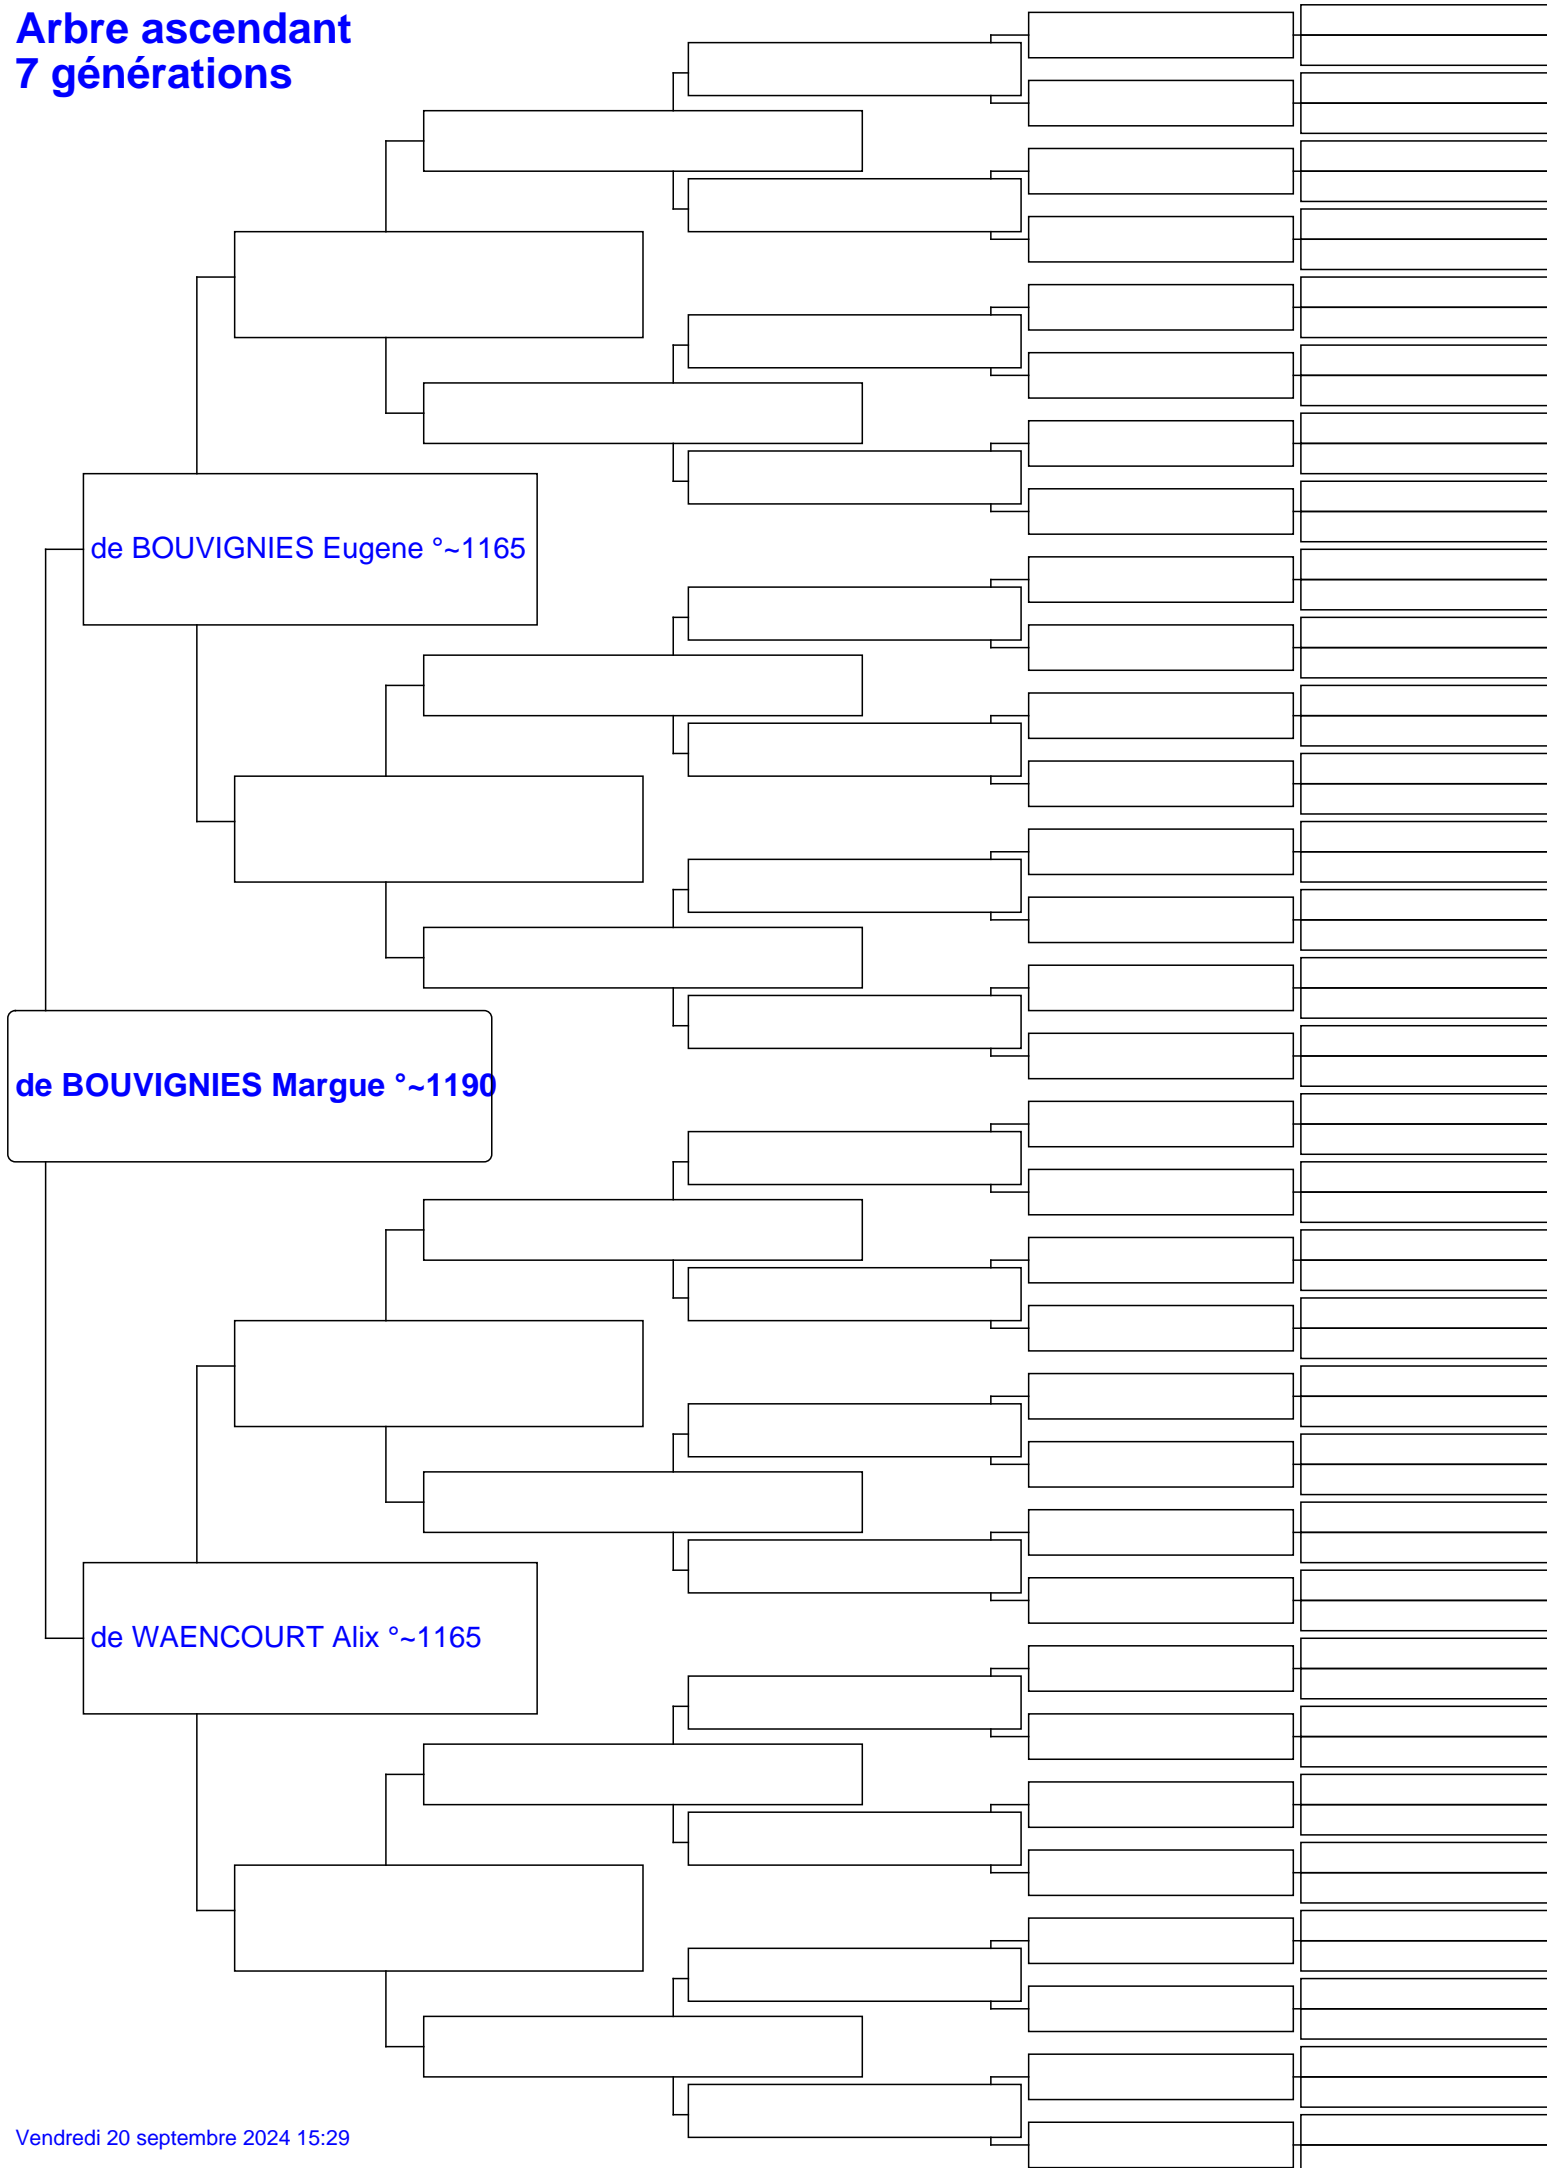 Arbre ascendant
7 générations
de BOUVIGNIES Eugene °~1165
de BOUVIGNIES Margue °~1190
de WAENCOURT Alix °~1165
Vendredi 20 septembre 2024 15:29